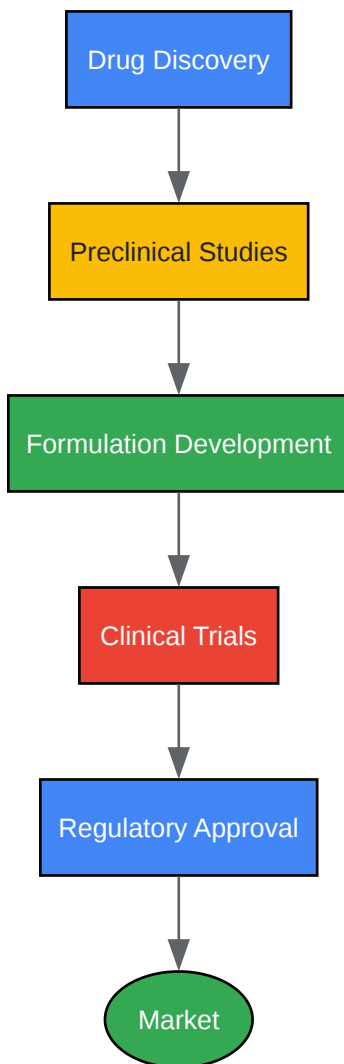 Drug Discovery
Preclinical Studies
Formulation Development
Clinical Trials
Regulatory Approval
Market